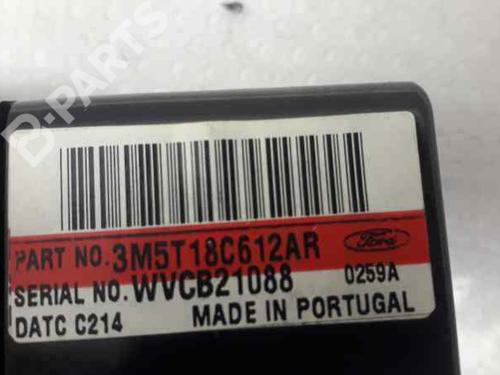 B-PARTS
PART NO. 3M5T18C612AR Ford
SERIAL NO. WVCB21088 0259A
DATC C214 MADE IN PORTUGAL